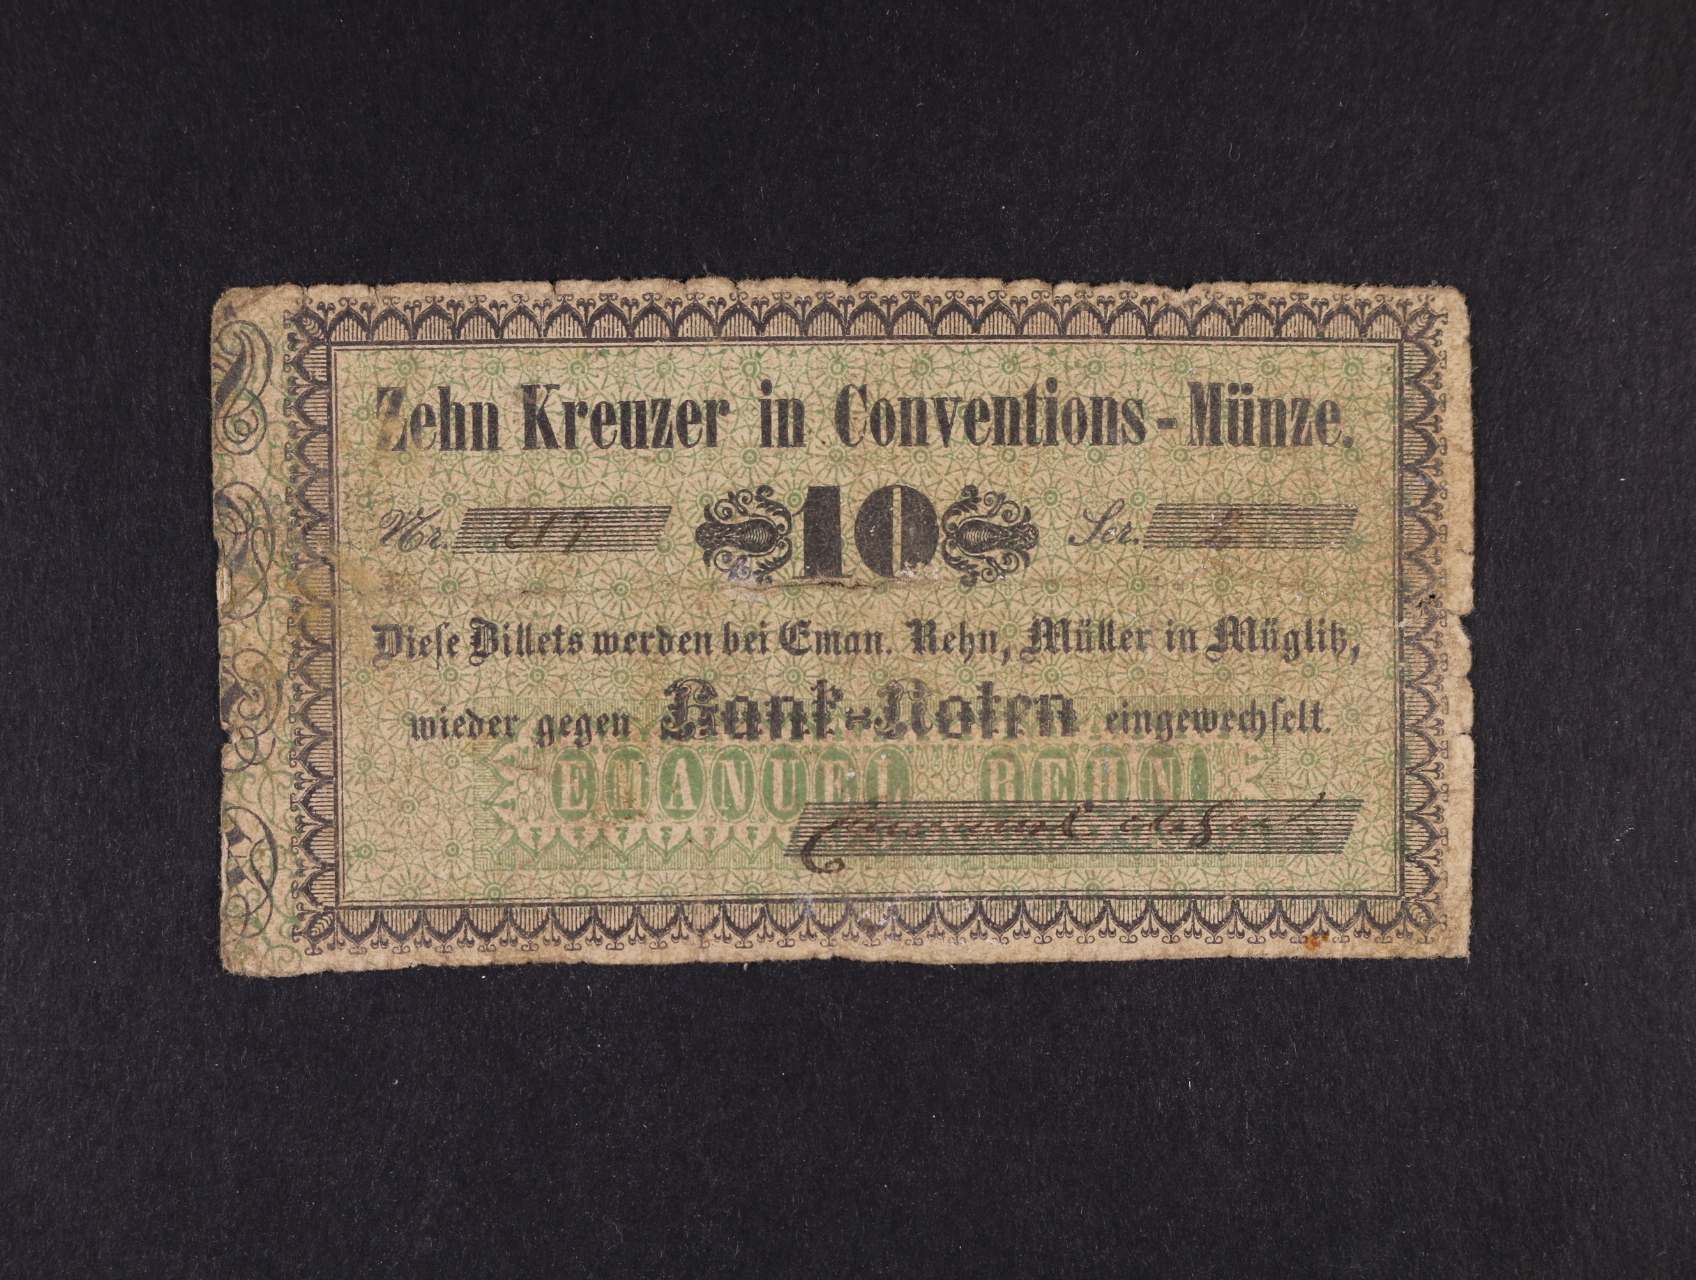 Zehn Kreuzer in Conventions-Münze.
Nr. 217 10 Ser.
Diese Billets werden bei Eman. Rehn, Müller in Müglitz,
wieder gegen Bank-Noten eingewechselt.
EMANUEL REHN